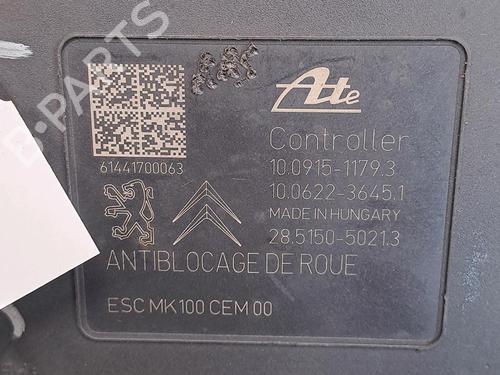 B-PARTS
Ate
Controller
10.0915-1179.3
61441700063
10.0622-3645.1
MADE IN HUNGARY
28.5150-5021.3
ANTIBLOCAGE DE ROUE
ESC MK100 CEM 00